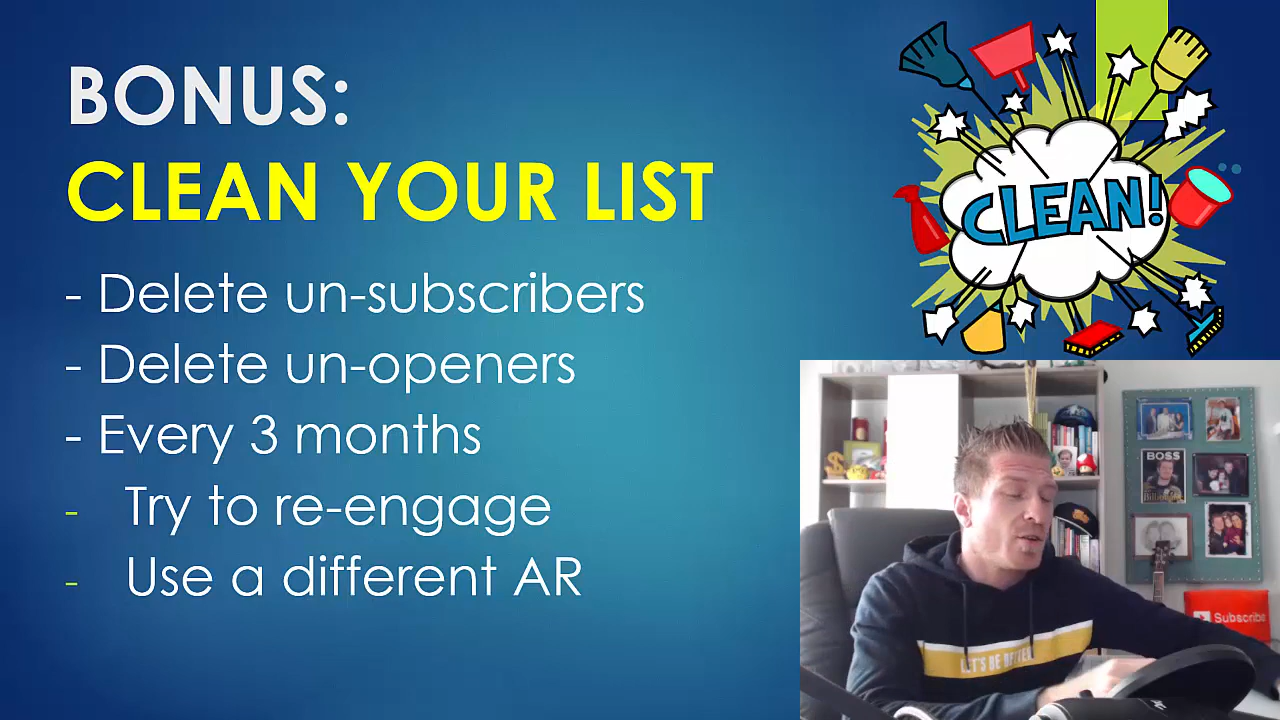 BONUS:
CLEAN YOUR LIST
- Delete un-subscribers
- Delete un-openers
- Every 3 months
- Try to re-engage
- Use a different AR
CLEAN!
BOSS
Subscribe
LET'S BE BETTER